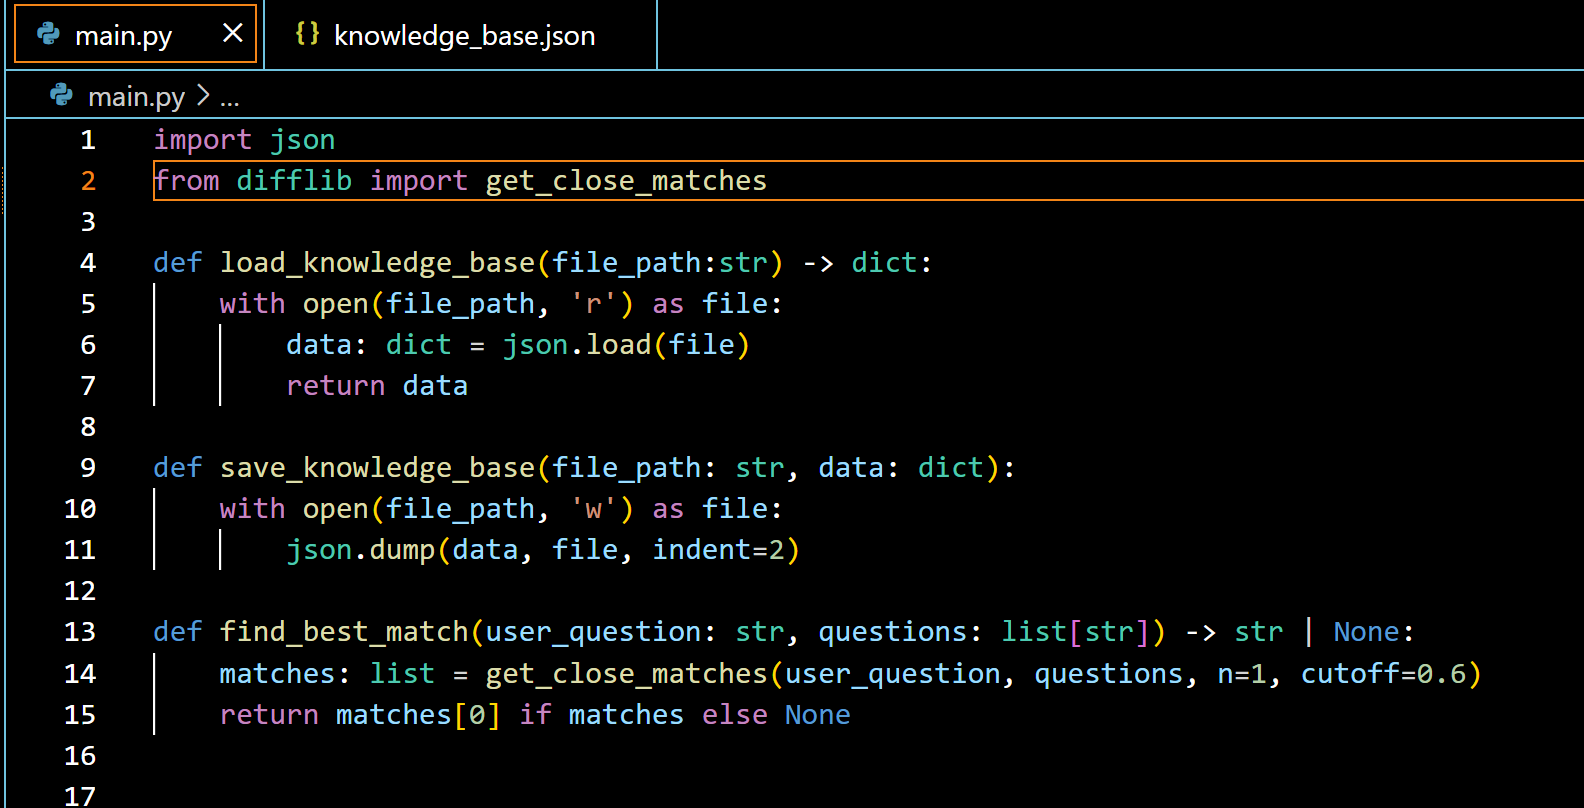 main.py × {} knowledge_base.json
main.py > ...
1 import json
2 from difflib import get_close_matches
3
4 def load_knowledge_base(file_path:str) -> dict:
5     with open(file_path, 'r') as file:
6         data: dict = json.load(file)
7         return data
8
9 def save_knowledge_base(file_path: str, data: dict):
10     with open(file_path, 'w') as file:
11         json.dump(data, file, indent=2)
12
13 def find_best_match(user_question: str, questions: list[str]) -> str | None:
14     matches: list = get_close_matches(user_question, questions, n=1, cutoff=0.6)
15     return matches[0] if matches else None
16
17